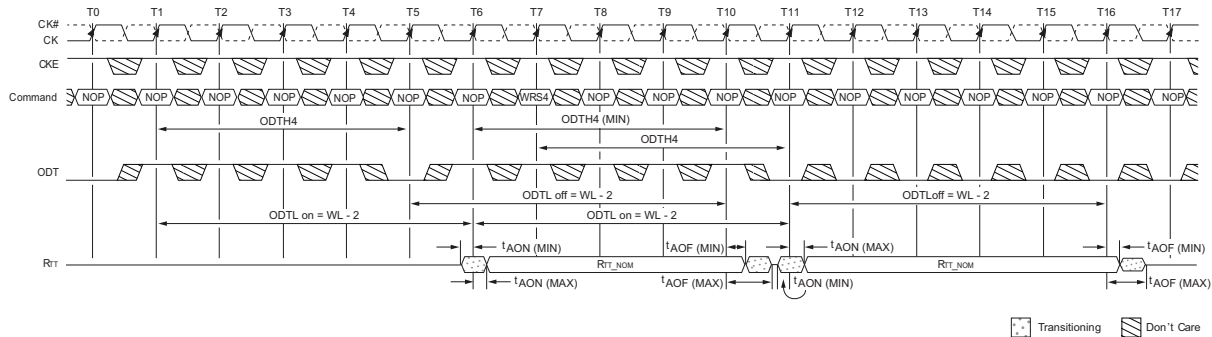 T0 T1 T2 T3 T4 T5 T6 T7 T8 T9 T10 T11 T12 T13 T14 T15 T16 T17
CK#
CK
CKE
Command NOP NOP NOP NOP NOP NOP NOP WRS4 NOP NOP NOP NOP NOP NOP NOP NOP NOP NOP
ODTH4 ODTH4 (MIN)
ODTH4
ODT
ODTL off = WL - 2 ODTLoff = WL - 2
ODTL on = WL - 2 ODTL on = WL - 2
tAON (MIN) tAOF (MIN) tAON (MAX) tAOF (MIN)
RTT RTT_NOM RTT_NOM
tAON (MAX) tAOF (MAX) tAON (MIN) tAOF (MAX)
Transitioning Don't Care